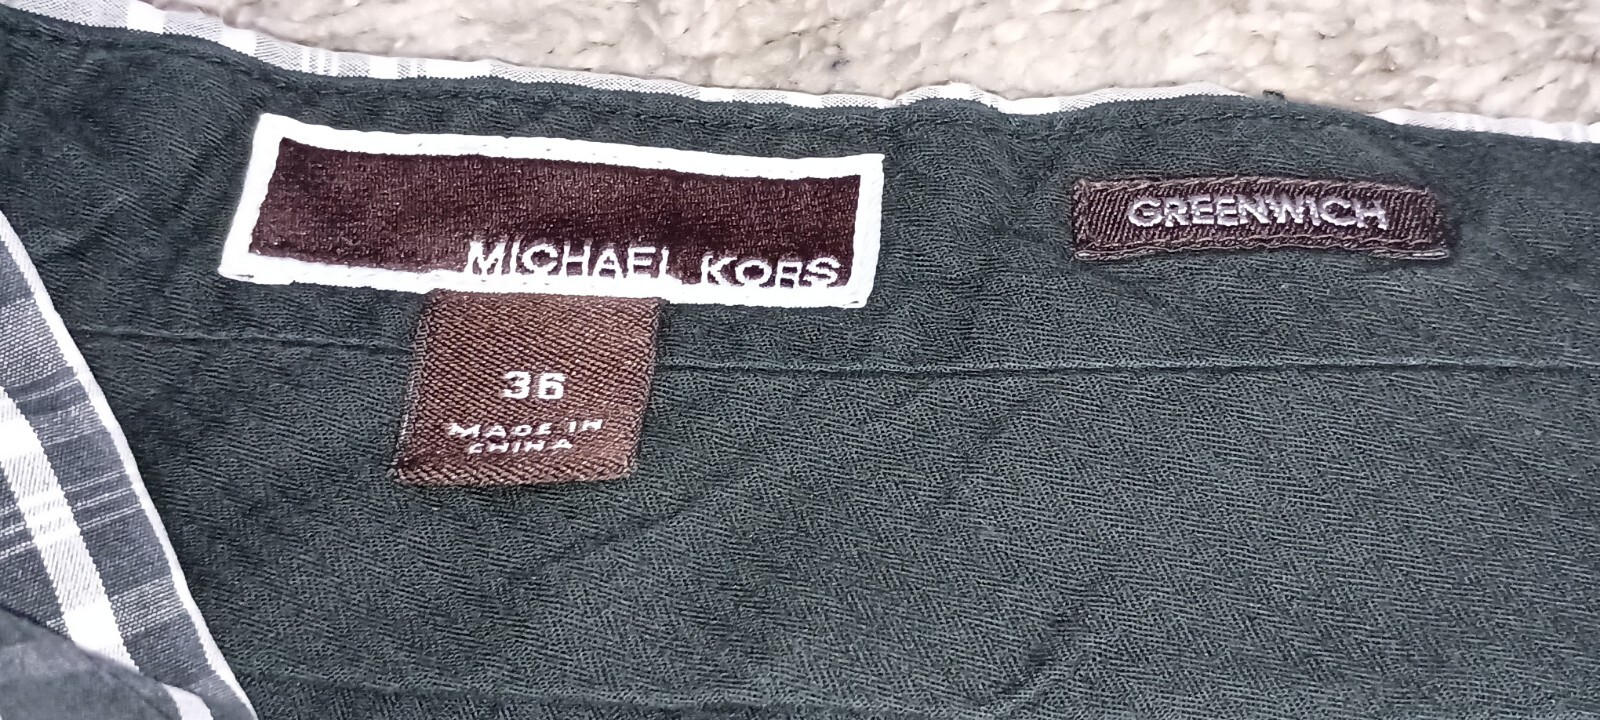 MICHAEL KORS
GREENWICH
36
MADE IN
CHINA